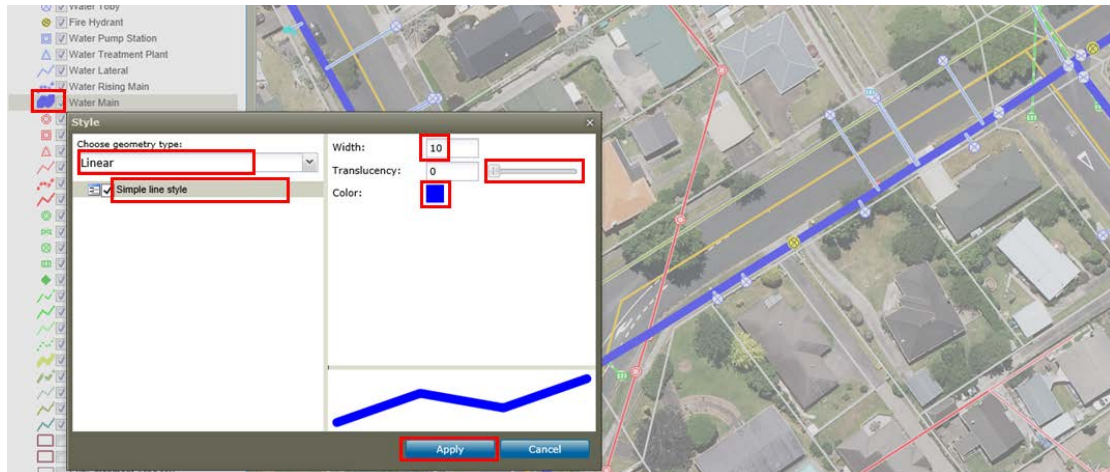 Water Toby
Fire Hydrant
Water Pump Station
Water Treatment Plant
Water Lateral
Water Rising Main
Water Main
Style
Choose geometry type:
Linear
Simple line style
Width:
10
Translucency:
0
Color:
Apply
Cancel